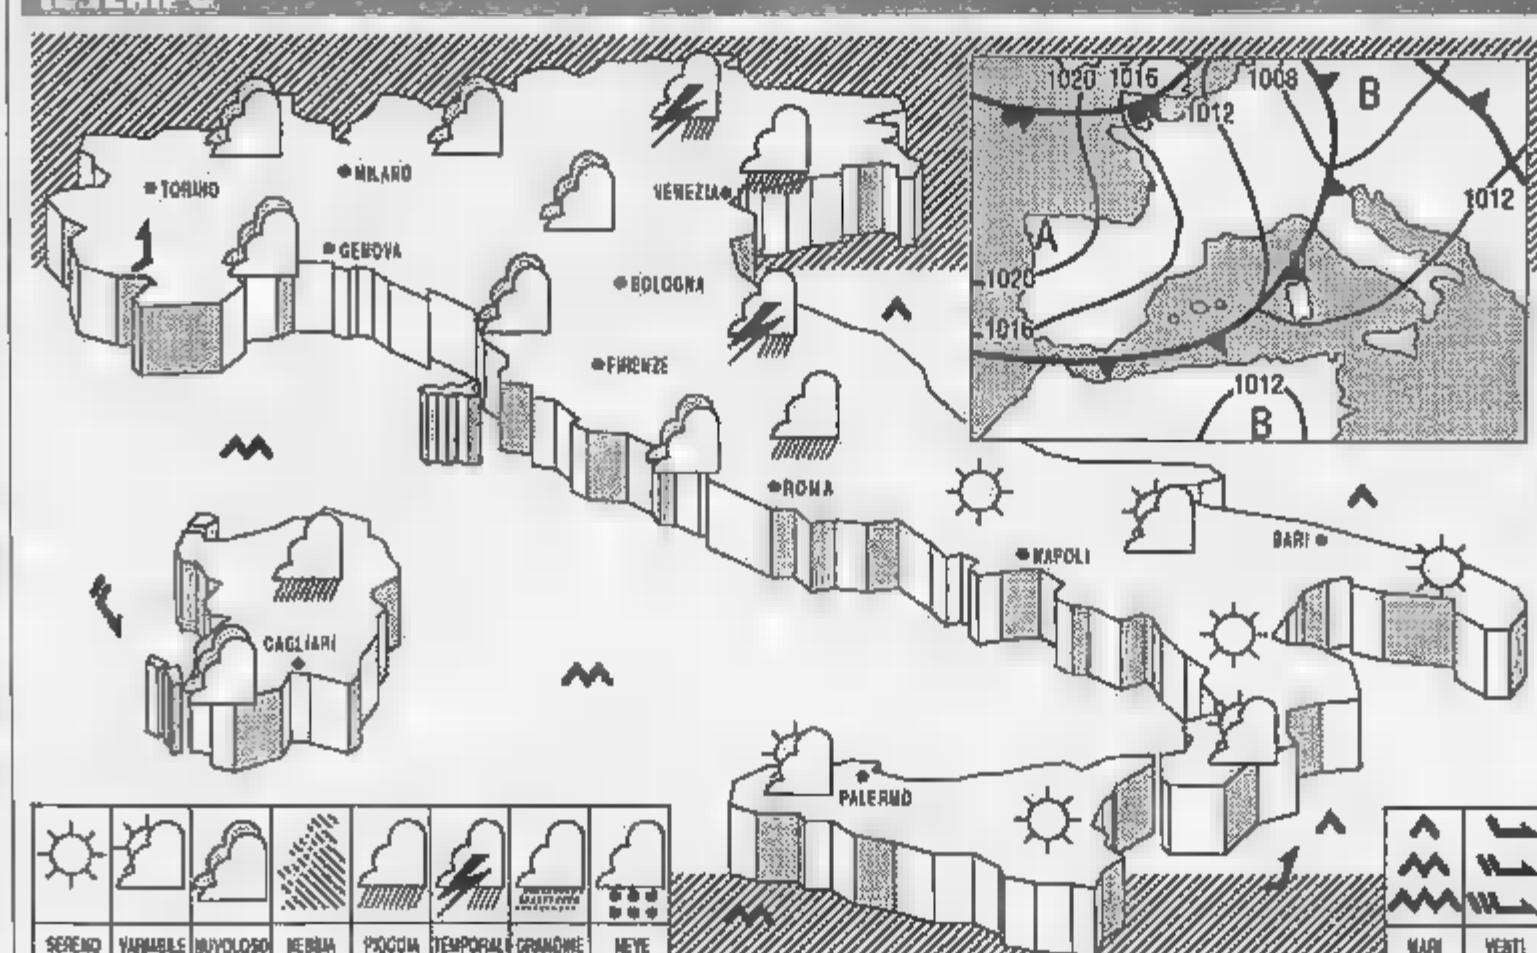 TORINO
MILANO
VENEZIA
GENOVA
BOLOGNA
FIRENZE
ROMA
NAPOLI
BARI
CAGLIARI
PALERMO
1020 1016 1008
B
1012
1012
A
1020
1016
1012
B
SERENO VARIABILE NUVOLOSO NEBBIA PIOGGIA TEMPORALI GRANDINE NEVE
MARI VENTI